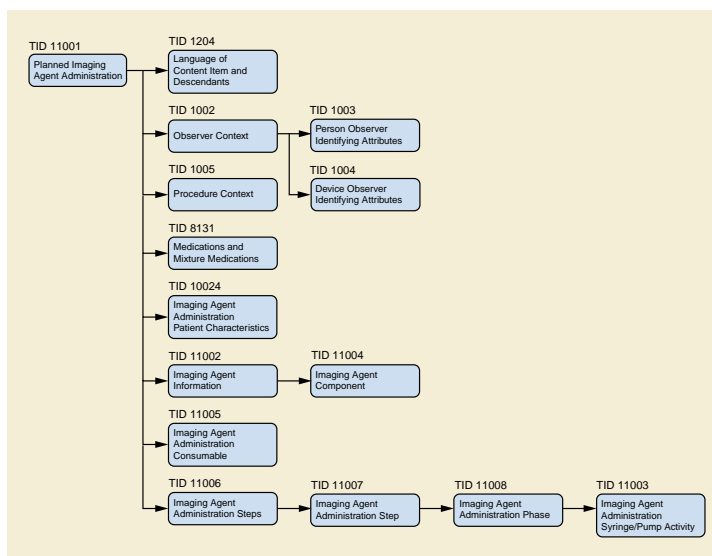 TID 11001
Planned Imaging
Agent Administration
TID 1204
Language of
Content Item and
Descendants
TID 1002
Observer Context
TID 1003
Person Observer
Identifying Attributes
TID 1004
Device Observer
Identifying Attributes
TID 1005
Procedure Context
TID 8131
Medications and
Mixture Medications
TID 10024
Imaging Agent
Administration
Patient Characteristics
TID 11002
Imaging Agent
Information
TID 11004
Imaging Agent
Component
TID 11005
Imaging Agent
Administration
Consumable
TID 11006
Imaging Agent
Administration Steps
TID 11007
Imaging Agent
Administration Step
TID 11008
Imaging Agent
Administration Phase
TID 11003
Imaging Agent
Administration
Syringe/Pump Activity